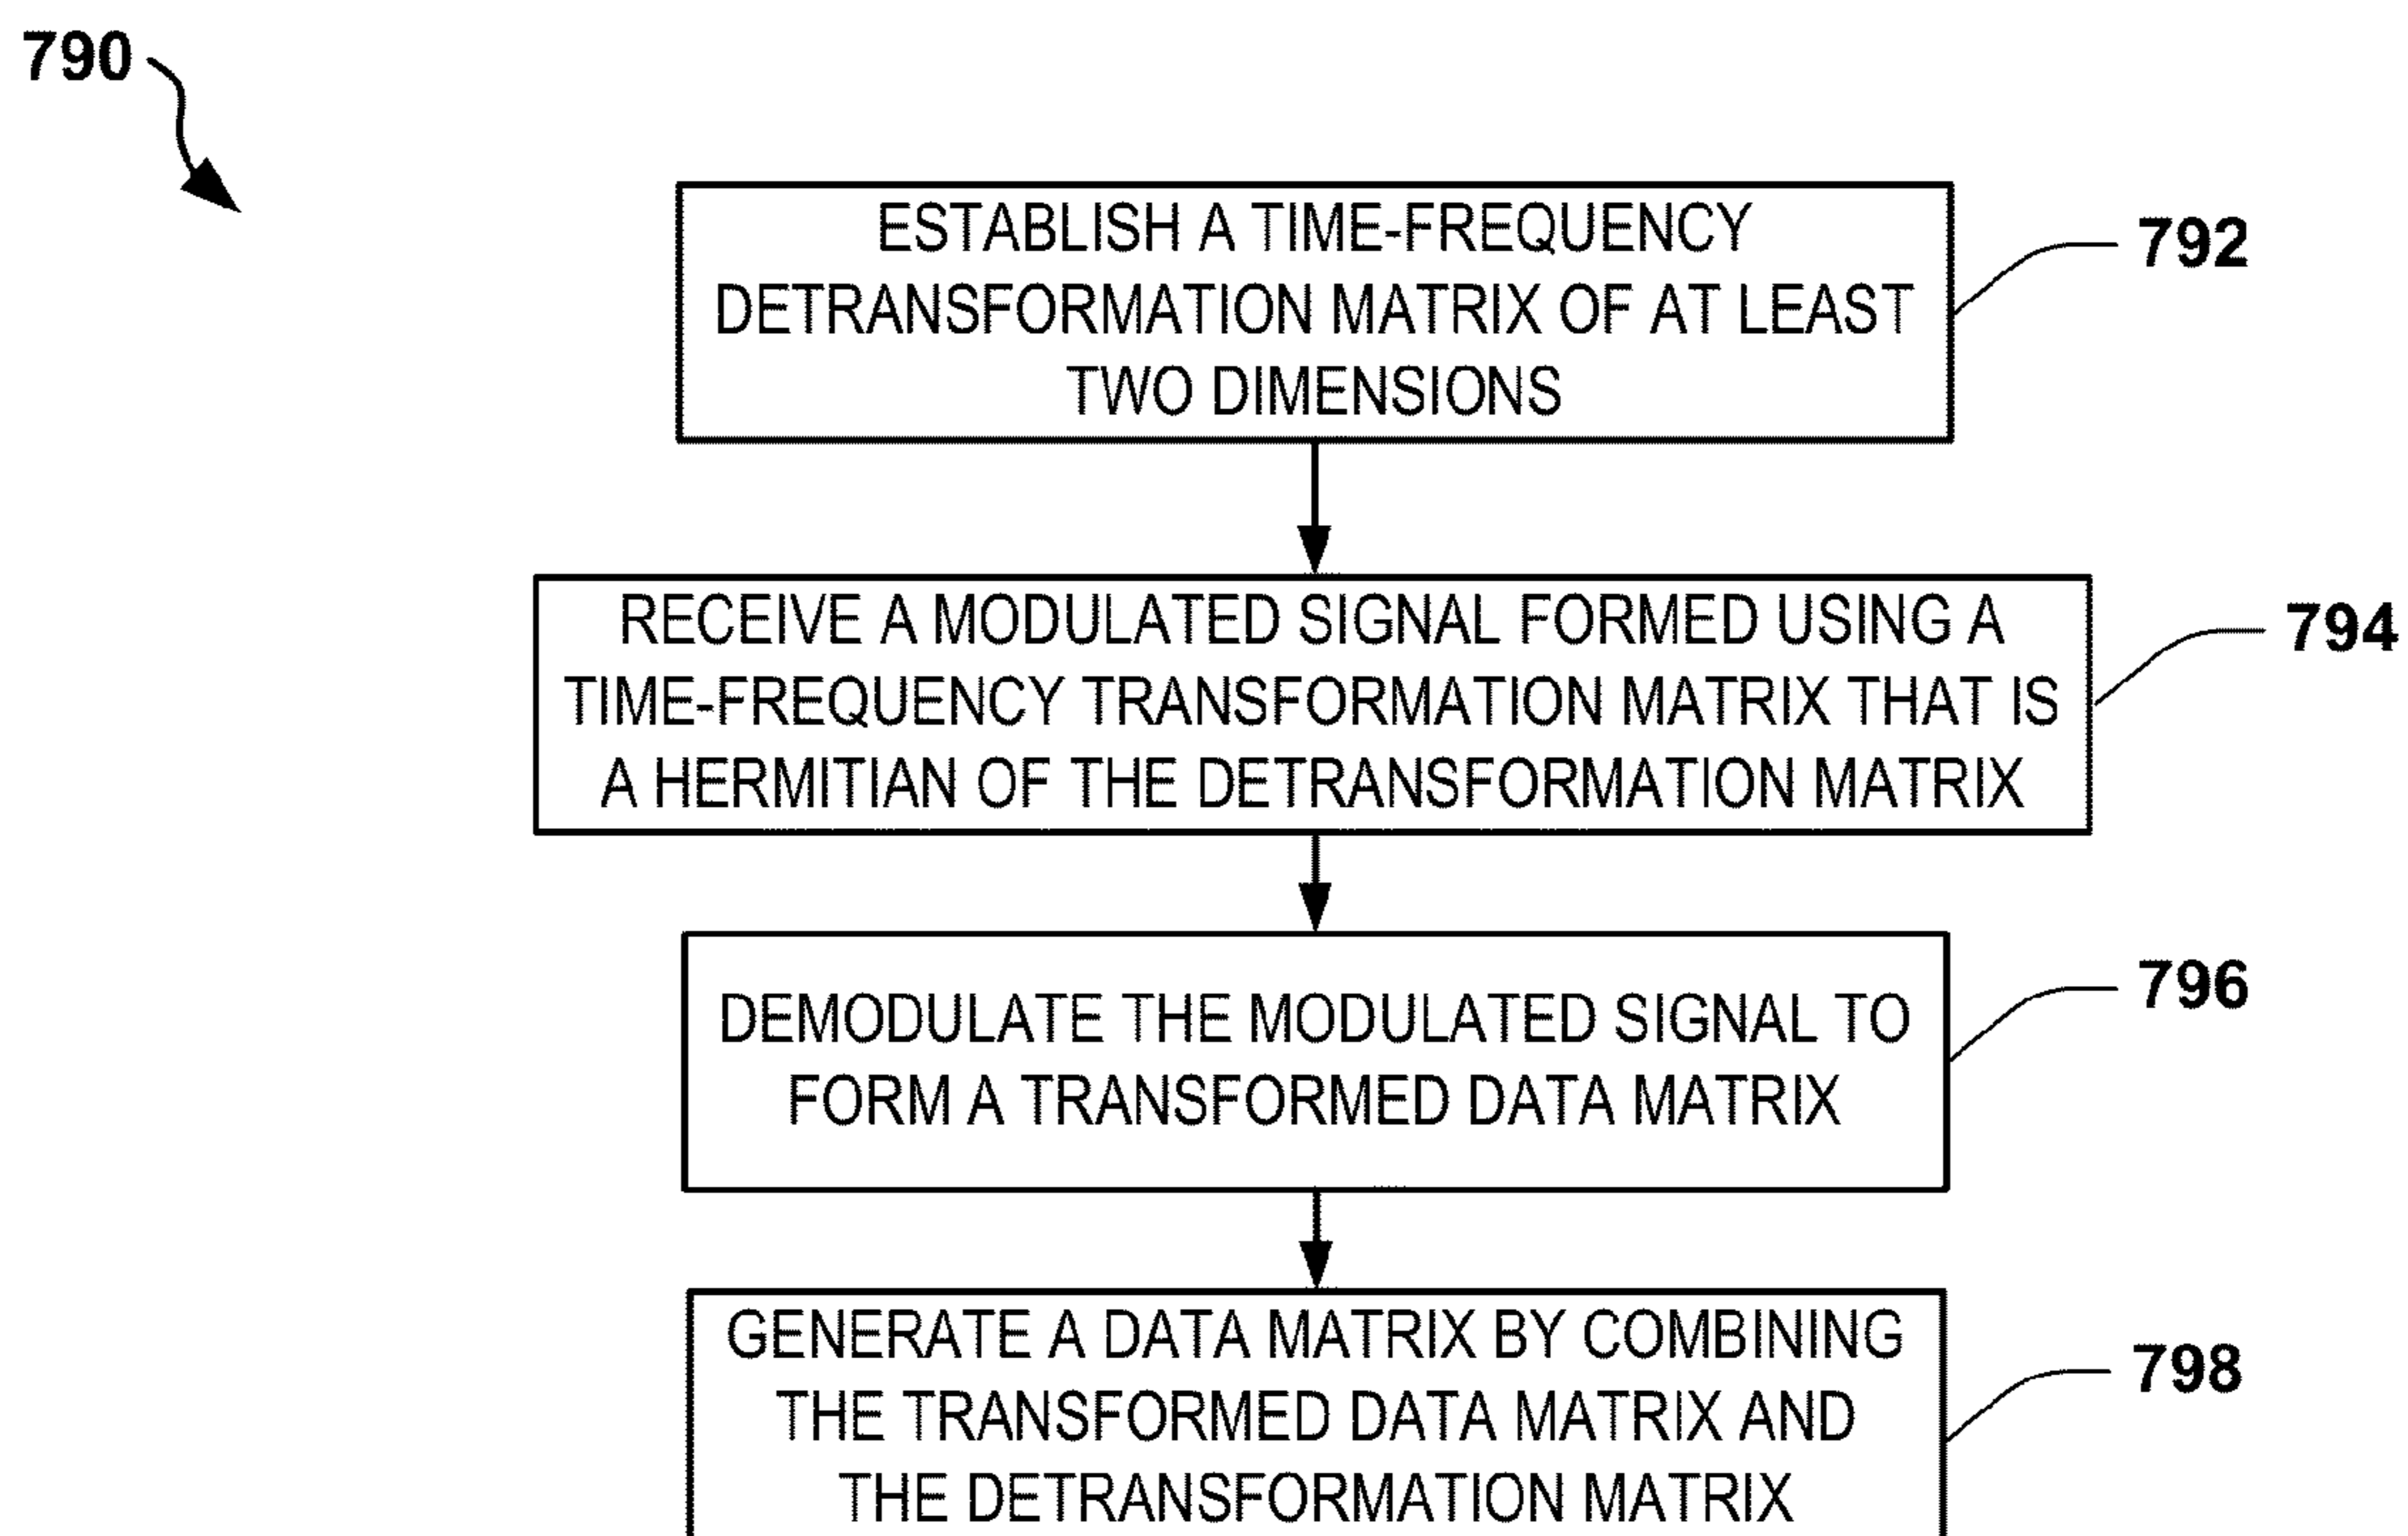 790
ESTABLISH A TIME-FREQUENCY
DETRANSFORMATION MATRIX OF AT LEAST
TWO DIMENSIONS
792
RECEIVE A MODULATED SIGNAL FORMED USING A
TIME-FREQUENCY TRANSFORMATION MATRIX THAT IS
A HERMITIAN OF THE DETRANSFORMATION MATRIX
794
DEMODULATE THE MODULATED SIGNAL TO
FORM A TRANSFORMED DATA MATRIX
796
GENERATE A DATA MATRIX BY COMBINING
THE TRANSFORMED DATA MATRIX AND
THE DETRANSFORMATION MATRIX
798